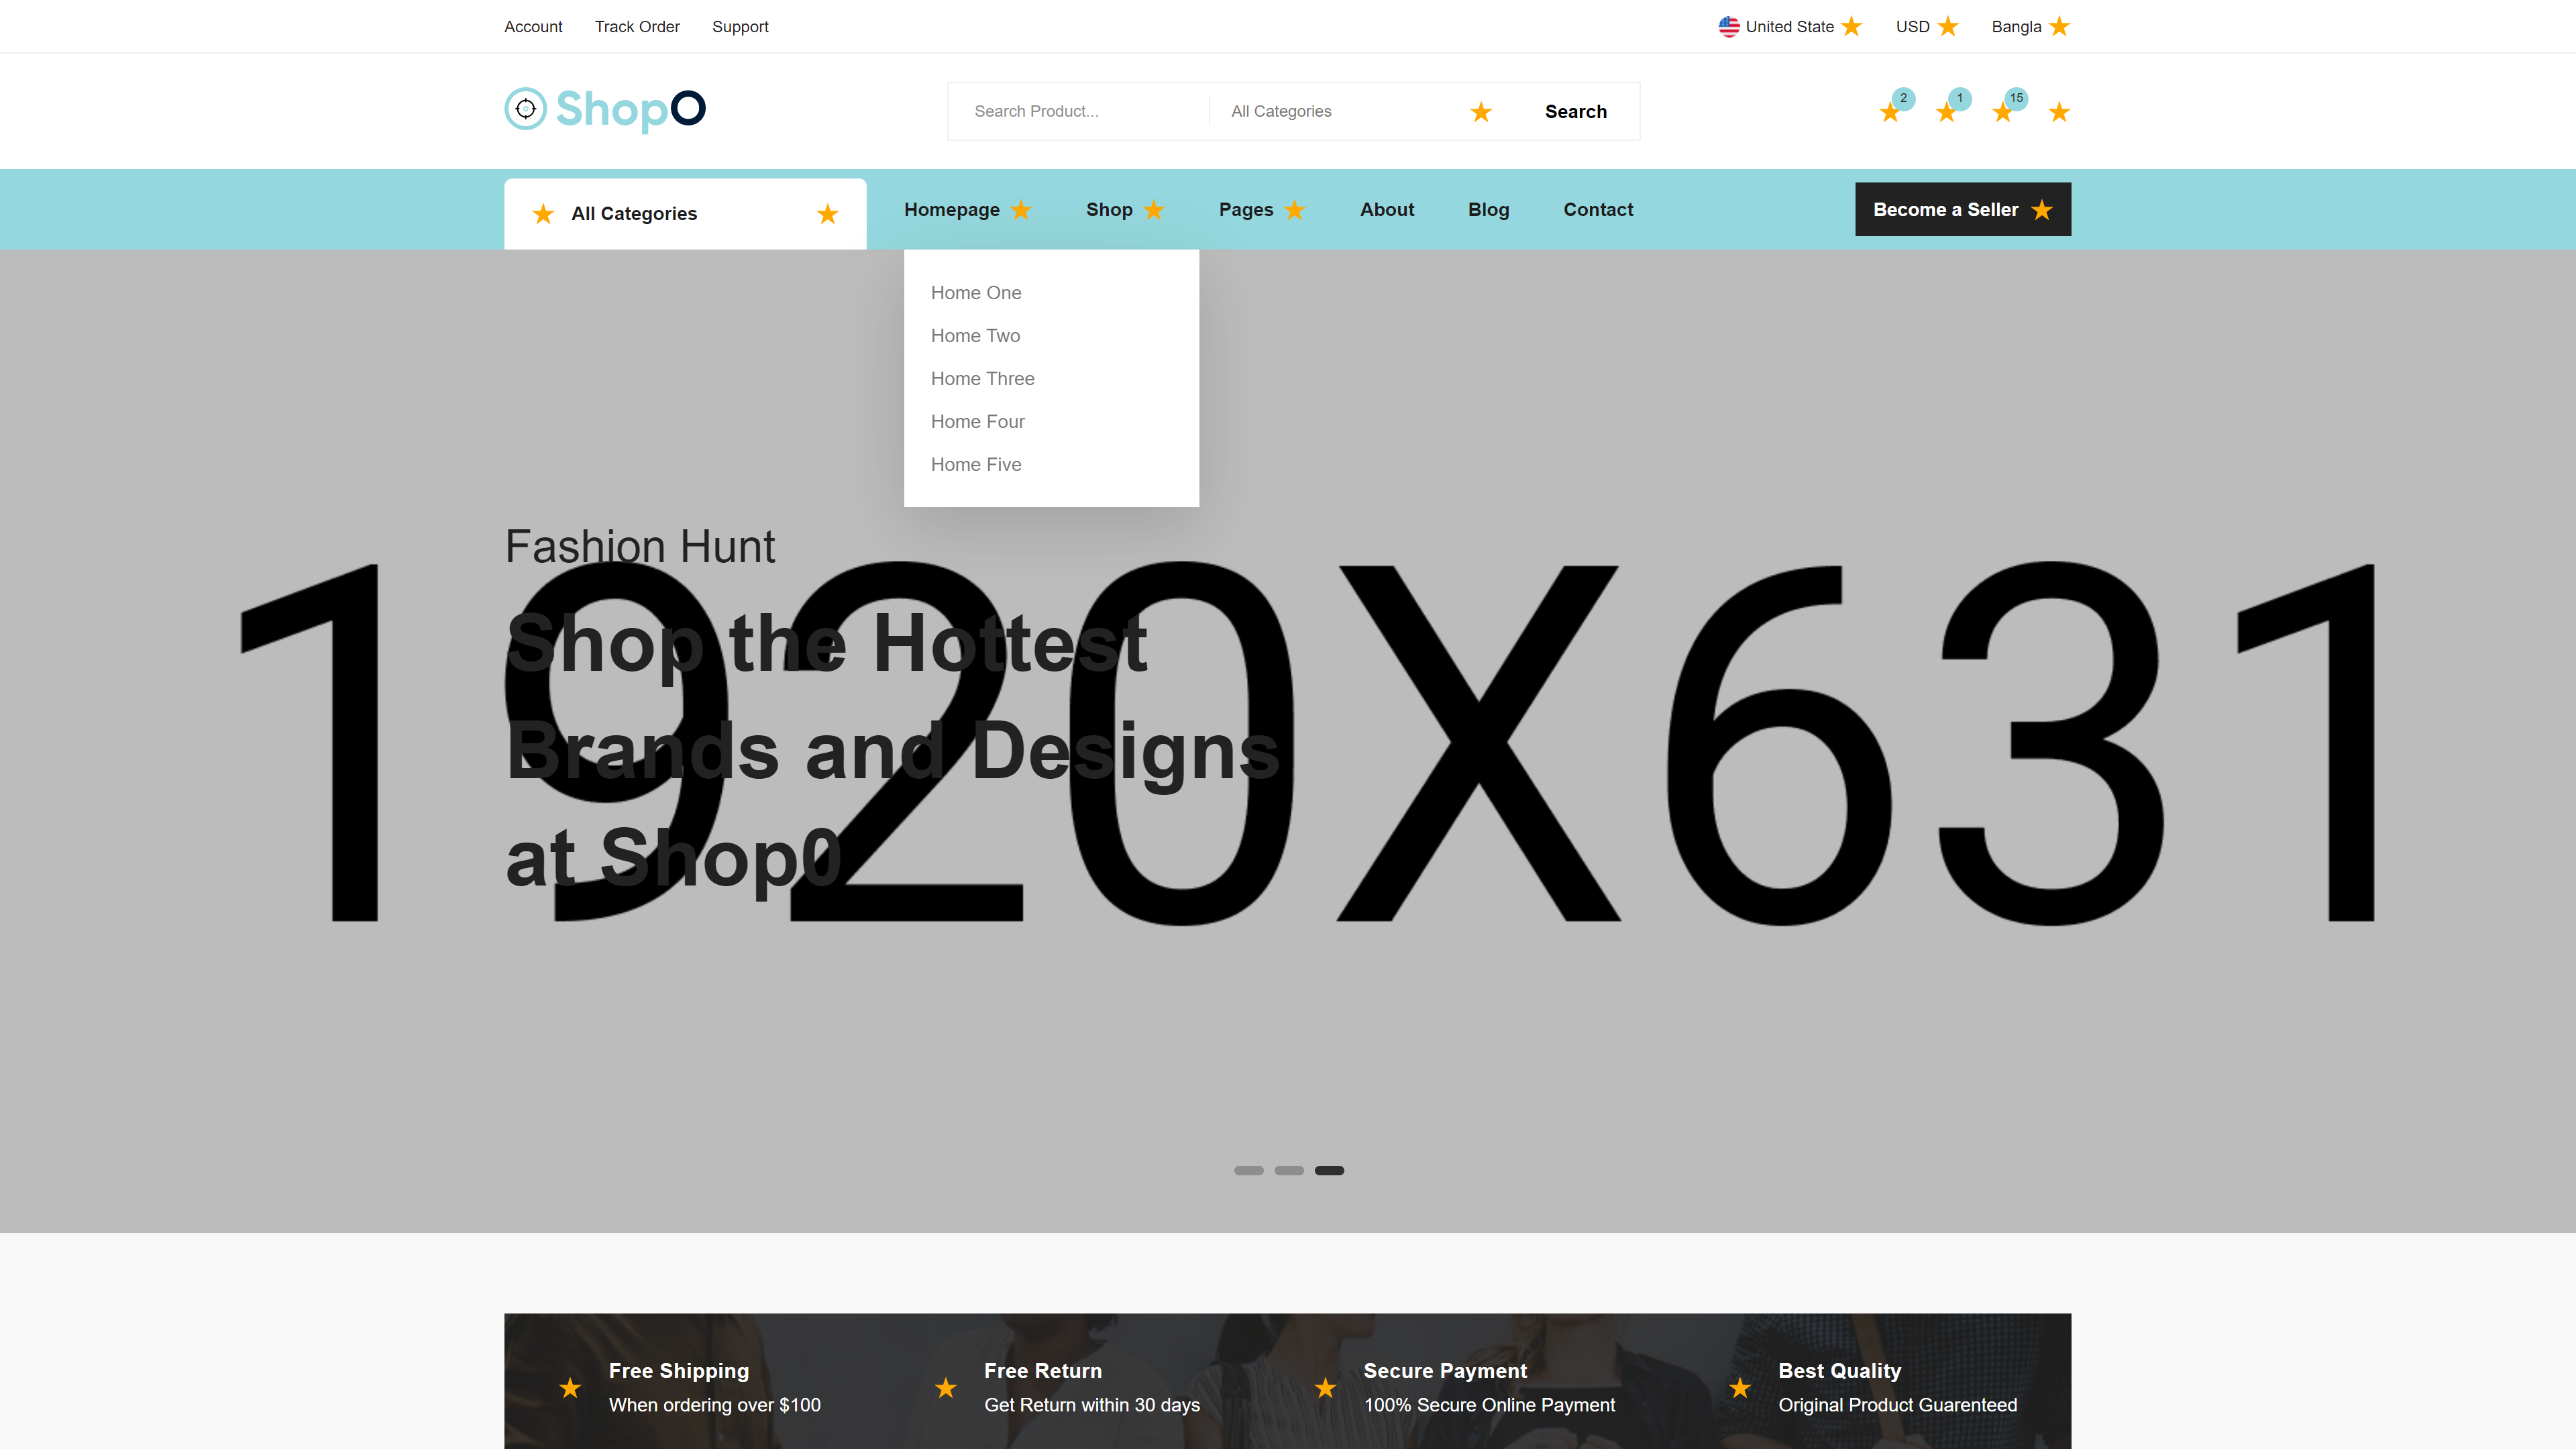 Account Track Order Support
United State USD Bangla
ShopO
Search Product... All Categories Search
2 1 15
All Categories
Homepage Shop Pages About Blog Contact
Become a Seller
Home One
Home Two
Home Three
Home Four
Home Five
Fashion Hunt
1920X631
Shop the Hottest
Brands and Designs
at Shop0
Free Shipping
When ordering over $100
Free Return
Get Return within 30 days
Secure Payment
100% Secure Online Payment
Best Quality
Original Product Guarenteed